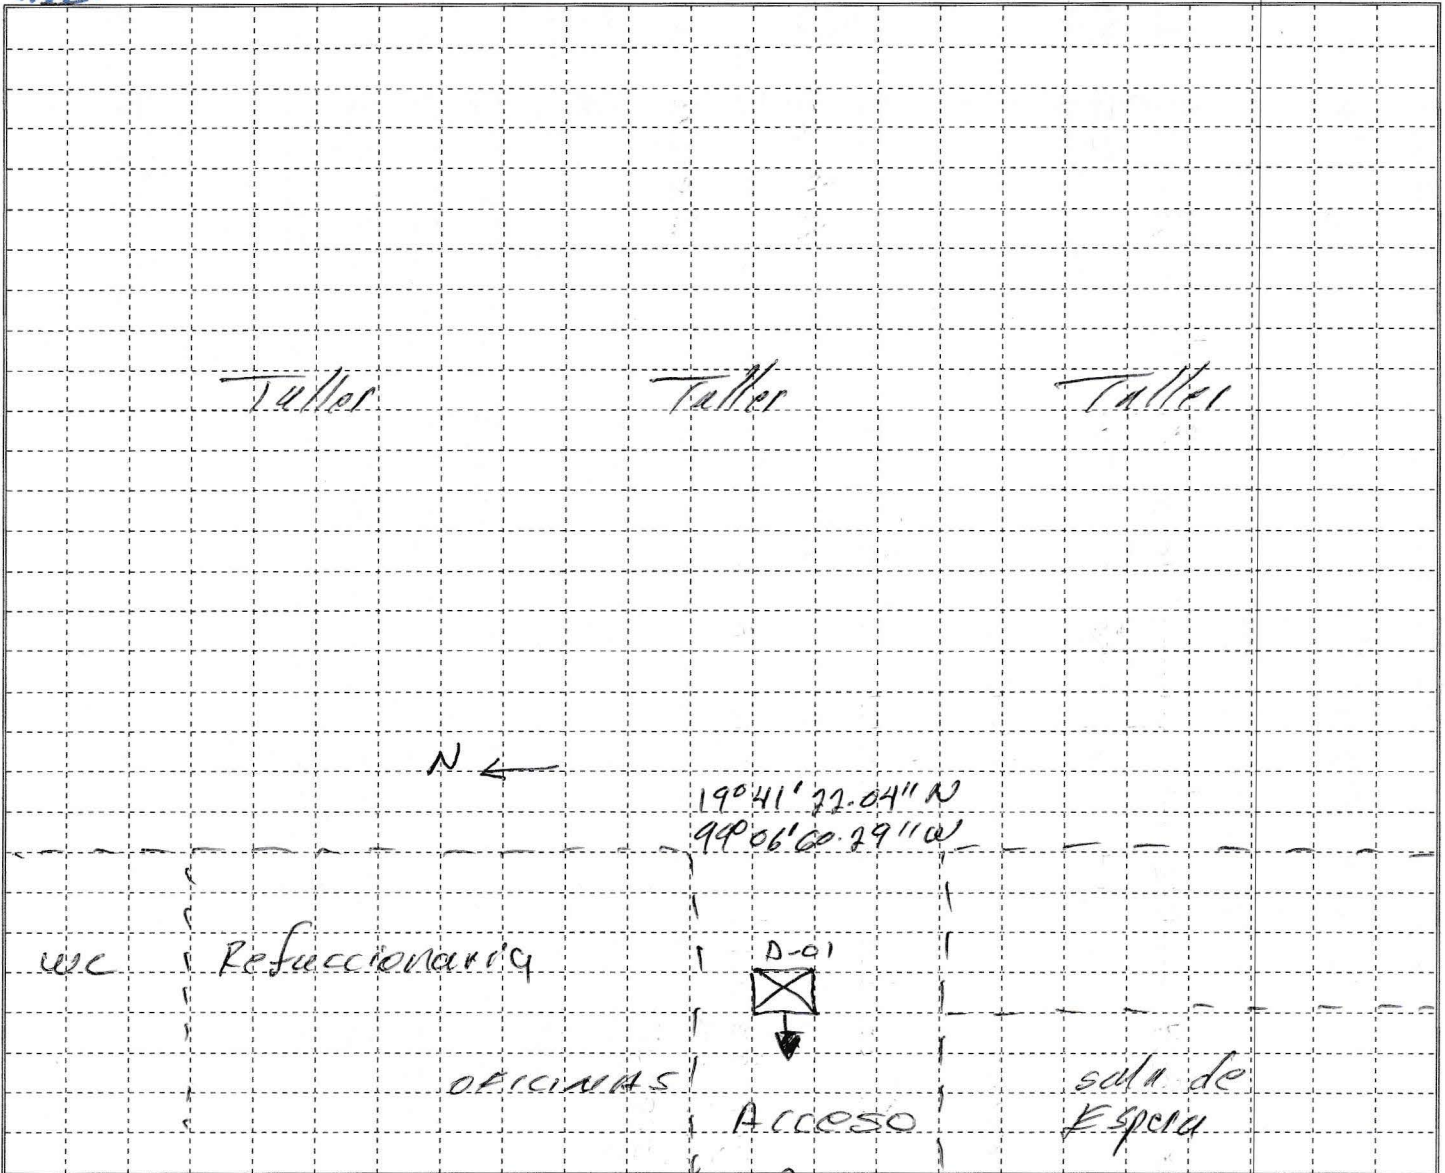 Taller Taller Taller
N
19°41'22.04" N
99°06'60.29" W
WC Refaccionaria D-01
OFICINAS sala de
Acceso Espera